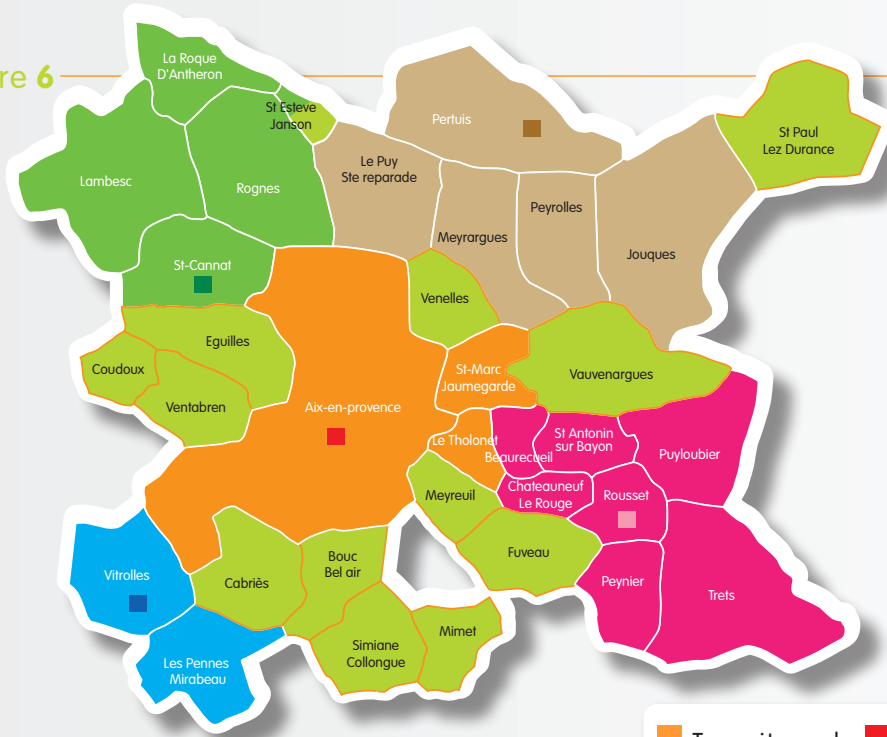 re 6
La Roque
D'Antheron
St Esteve
Janson
Pertuis
St Paul
Lez Durance
Le Puy
Ste reparade
Lambesc
Rognes
Peyrolles
Meyrargues
Jouques
St-Cannat
Venelles
Eguilles
Coudoux
St-Marc
Jaumegarde
Vauvenargues
Ventabren
Aix-en-provence
Le Tholonet
St Antonin
sur Bayon
Beaurecueil
Puyloubier
Meyreuil
Chateauneuf
Le Rouge
Rousset
Fuveau
Bouc
Bel air
Vitrolles
Cabriès
Peynier
Trets
Mimet
Simiane
Collongue
Les Pennes
Mirabeau